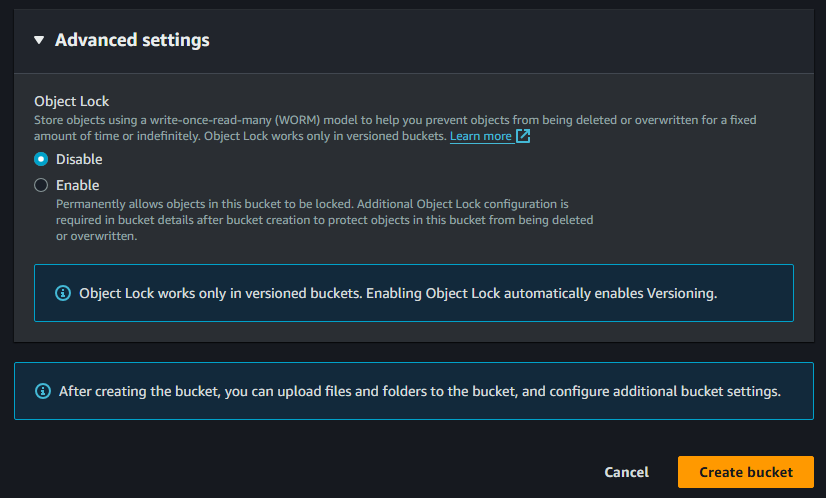 Advanced settings
Object Lock
Store objects using a write-once-read-many (WORM) model to help you prevent objects from being deleted or overwritten for a fixed
amount of time or indefinitely. Object Lock works only in versioned buckets. Learn more
Disable
Enable
Permanently allows objects in this bucket to be locked. Additional Object Lock configuration is
required in bucket details after bucket creation to protect objects in this bucket from being deleted
or overwritten.
Object Lock works only in versioned buckets. Enabling Object Lock automatically enables Versioning.
After creating the bucket, you can upload files and folders to the bucket, and configure additional bucket settings.
Cancel Create bucket